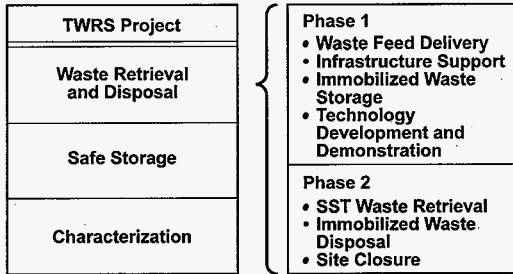 TWRS Project
Waste Retrieval
and Disposal
Safe Storage
Characterization
Phase 1
• Waste Feed Delivery
• Infrastructure Support
• Immobilized Waste
Storage
• Technology
Development and
Demonstration
Phase 2
• SST Waste Retrieval
• Immobilized Waste
Disposal
• Site Closure